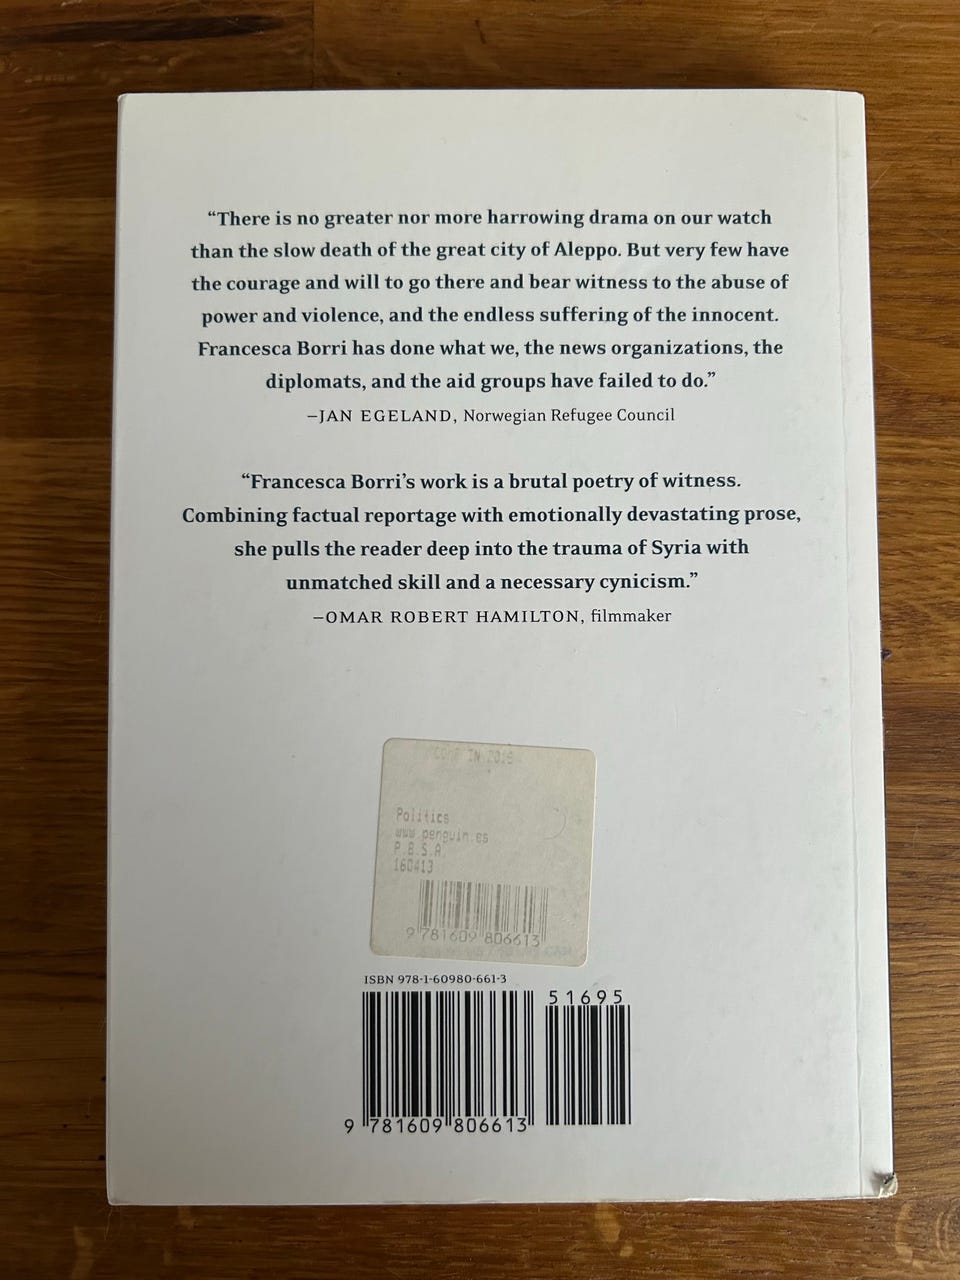 “There is no greater nor more harrowing drama on our watch
than the slow death of the great city of Aleppo. But very few have
the courage and will to go there and bear witness to the abuse of
power and violence, and the endless suffering of the innocent.
Francesca Borri has done what we, the news organizations, the
diplomats, and the aid groups have failed to do.”
–JAN EGELAND, Norwegian Refugee Council
“Francesca Borri’s work is a brutal poetry of witness.
Combining factual reportage with emotionally devastating prose,
she pulls the reader deep into the trauma of Syria with
unmatched skill and a necessary cynicism.”
–OMAR ROBERT HAMILTON, filmmaker
IN 2019
Politics
www.penguin.es
P.B.S.A.
160413
9 781609 806613
ISBN 978-1-60980-661-3
51695
9 781609 806613